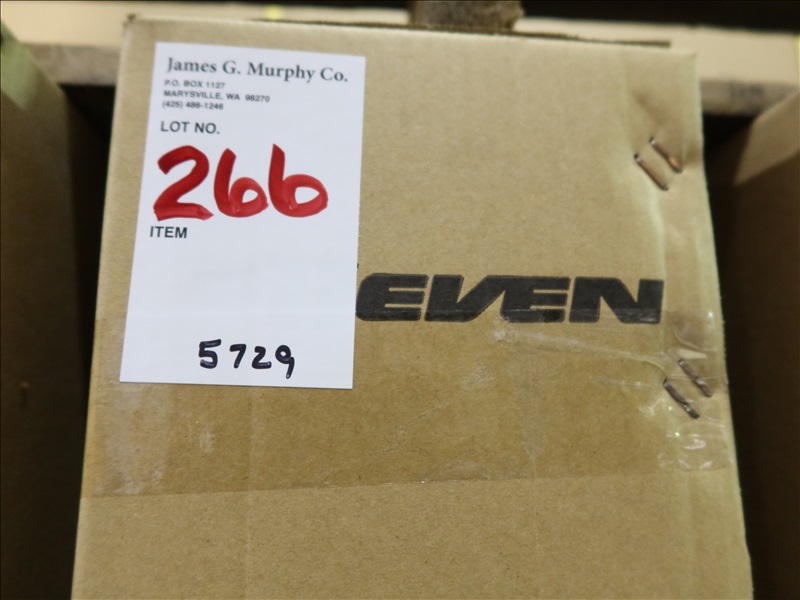 James G. Murphy Co.
P.O. BOX 1127
MARYSVILLE, WA 98270
(425) 486-1246
LOT NO.
266
ITEM
EVEN
5729